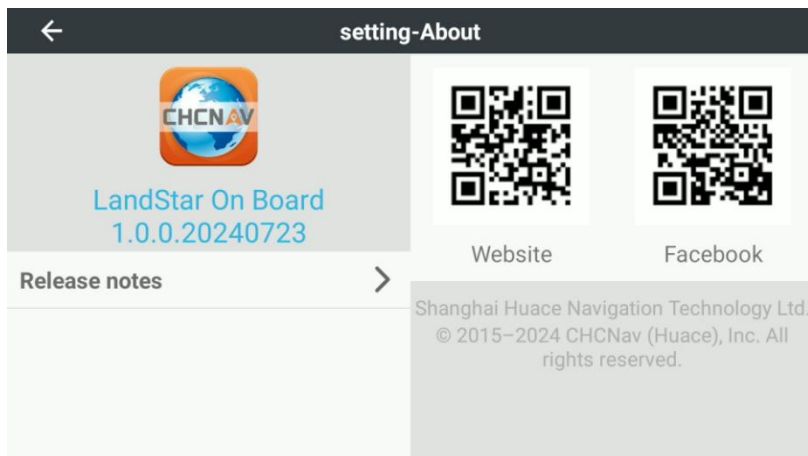 setting-About
CHCNAV
LandStar On Board
1.0.0.20240723
Release notes
Website
Facebook
Shanghai Huace Navigation Technology Ltd.
© 2015–2024 CHCNav (Huace), Inc. All
rights reserved.